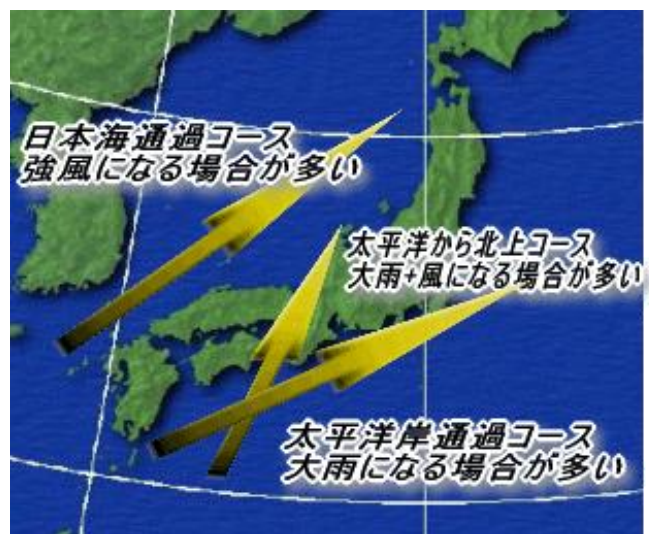 日本海通過コース
強風になる場合が多い
太平洋から北上コース
大雨+風になる場合が多い
太平洋岸通過コース
大雨になる場合が多い